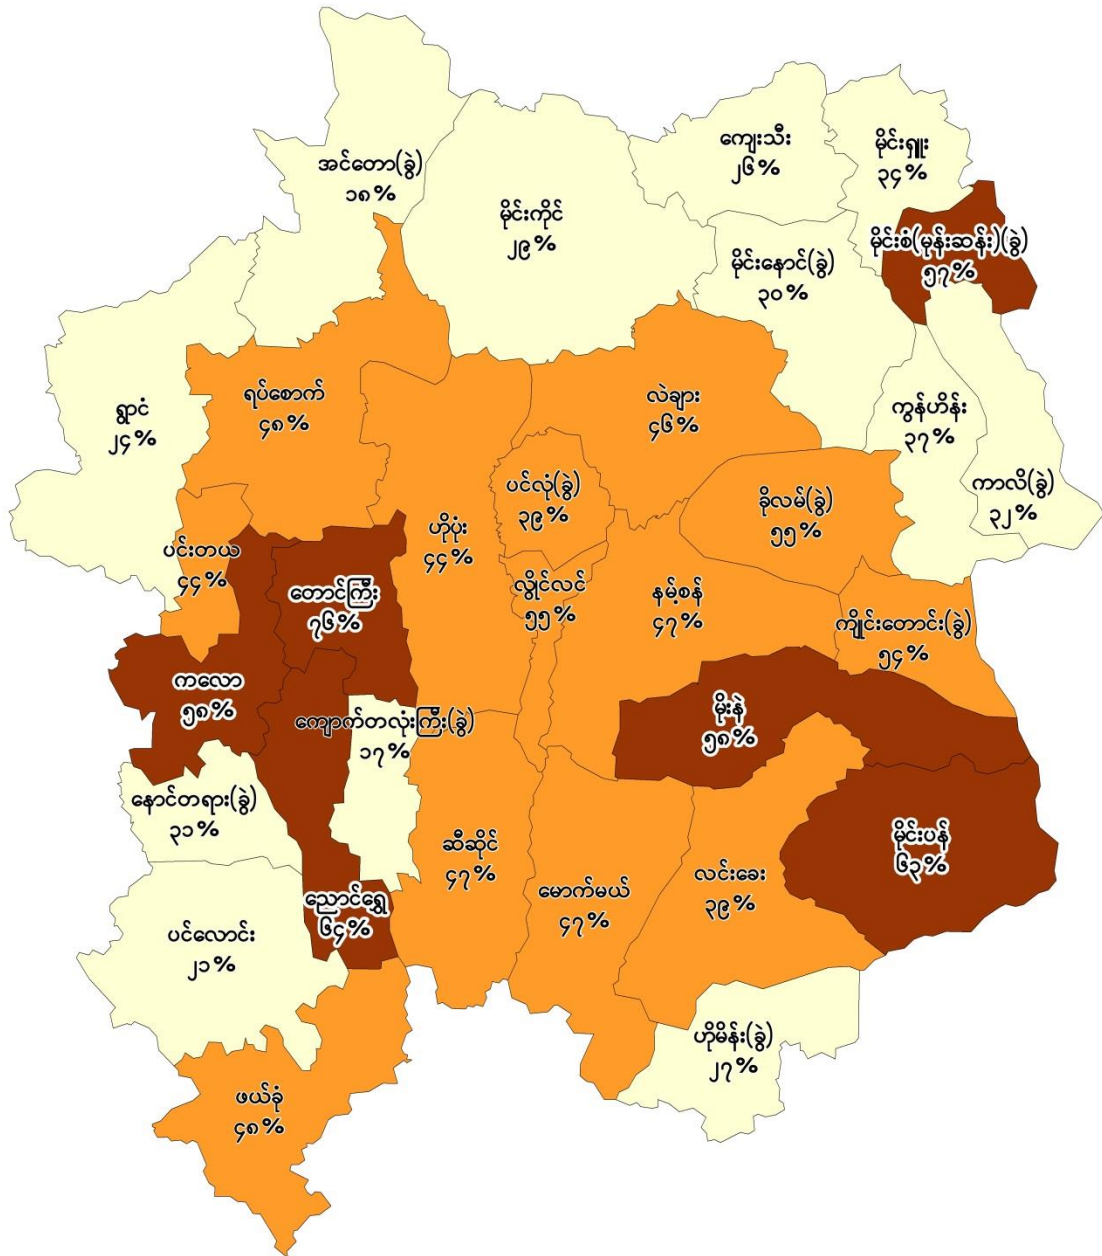 ကျေးသီး
၂၆%
မိုင်းရှူး
၃၄%
အင်တော(ခွဲ)
၁၈%
မိုင်းကိုင်
၂၉%
မိုင်းစံ(မုန်းဆန်း)(ခွဲ)
၅၇%
မိုင်းနောင်(ခွဲ)
၃၀%
ရွာငံ
၂၄%
ရပ်စောက်
၄၈%
လဲချား
၄၆%
ကွန်ဟိန်း
၃၇%
ကာလိ(ခွဲ)
၃၂%
ပင်လုံ(ခွဲ)
၃၉%
ခိုလမ်(ခွဲ)
၅၅%
ဟိုပုံး
၄၄%
ပင်းတယ
၄၄%
တောင်ကြီး
၇၆%
လွိုင်လင်
၅၅%
နမ့်စန်
၄၇%
ကျိုင်းတောင်း(ခွဲ)
၅၄%
ကလော
၅၈%
ကျောက်တလုံးကြီး(ခွဲ)
၁၇%
မိုးနဲ
၅၈%
နောင်တရား(ခွဲ)
၃၁%
ဆီဆိုင်
၄၇%
မိုင်းပန်
၆၃%
လင်းခေး
၃၉%
မောက်မယ်
၄၇%
ညောင်ရွှေ
၆၄%
ပင်လောင်း
၂၁%
ဟိုမိန်း(ခွဲ)
၂၇%
ဖယ်ခုံ
၄၈%